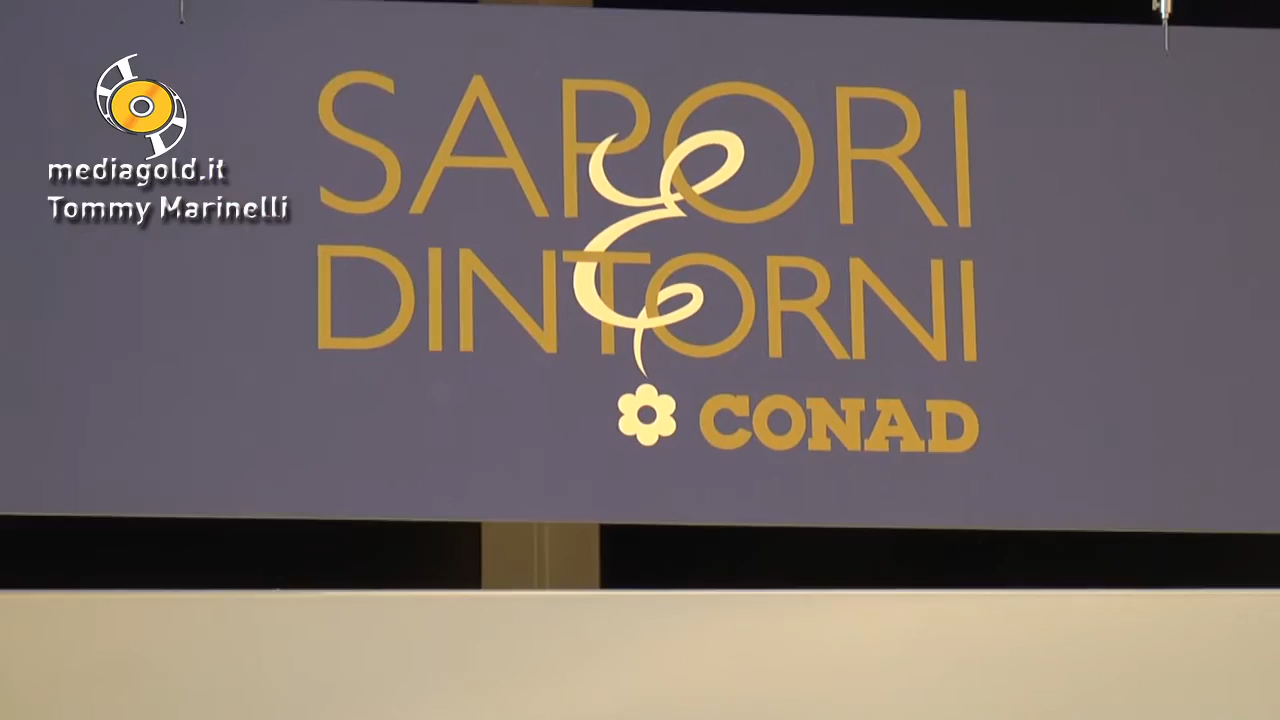 mediagold.it
Tommy Marinelli
SAPORI
E
DINTORNI
CONAD